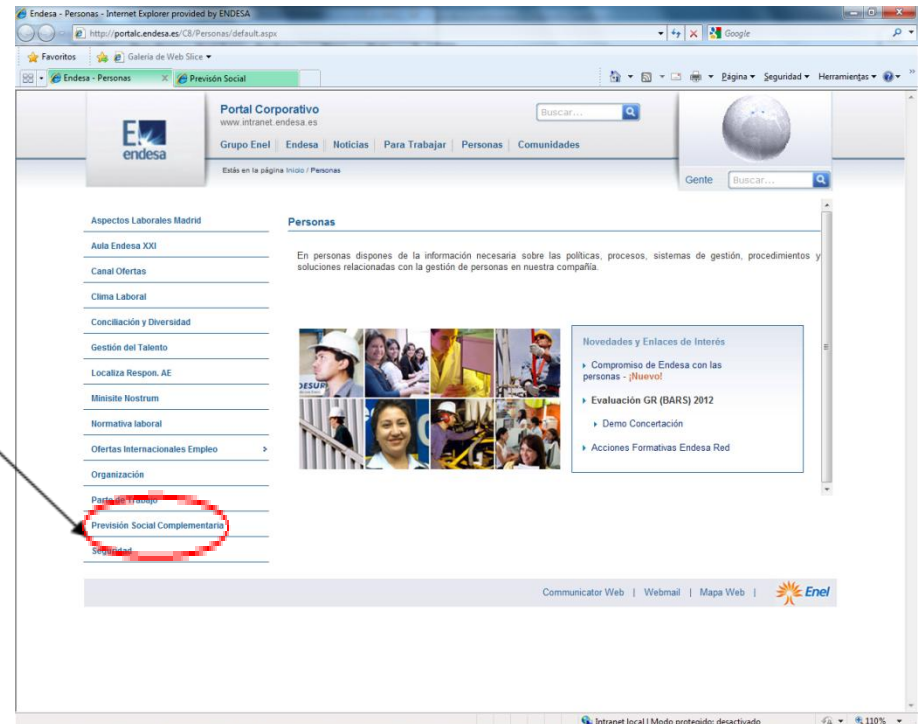 Endesa - Personas - Internet Explorer provided by ENDESA
http://portalc.endesa.es/C8/Personas/default.aspx
Google
Favoritos
Galería de Web Slice
Endesa - Personas
Previsón Social
Página
Seguridad
Herramientas
endesa
Portal Corporativo
www.intranet.endesa.es
Buscar...
Grupo Enel
Endesa
Noticias
Para Trabajar
Personas
Comunidades
Estás en la página Inicio / Personas
Gente
Buscar...
Aspectos Laborales Madrid
Aula Endesa XXI
Canal Ofertas
Clima Laboral
Conciliación y Diversidad
Gestión del Talento
Localiza Respon. AE
Minisite Nostrum
Normativa laboral
Ofertas Internacionales Empleo
Organización
Parte de Trabajo
Previsión Social Complementaria
Seguridad
Personas
En personas dispones de la información necesaria sobre las políticas, procesos, sistemas de gestión, procedimientos y
soluciones relacionadas con la gestión de personas en nuestra compañía.
DESUR
Novedades y Enlaces de Interés
Compromiso de Endesa con las
personas - ¡Nuevo!
Evaluación GR (BARS) 2012
Demo Concertación
Acciones Formativas Endesa Red
Communicator Web | Webmail | Mapa Web |
Enel
Intranet local | Modo protegido: desactivado
110%